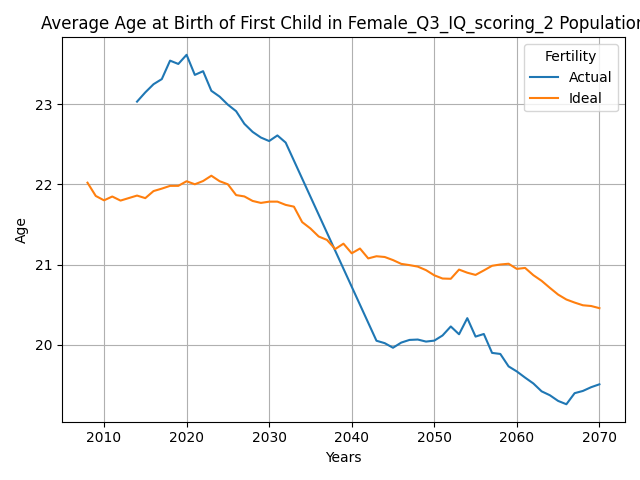 Average Age at Birth of First Child in Female_Q3_IQ_scoring_2 Population
Fertility
Actual
Ideal
23
22
21
20
Age
2010 2020 2030 2040 2050 2060 2070
Years